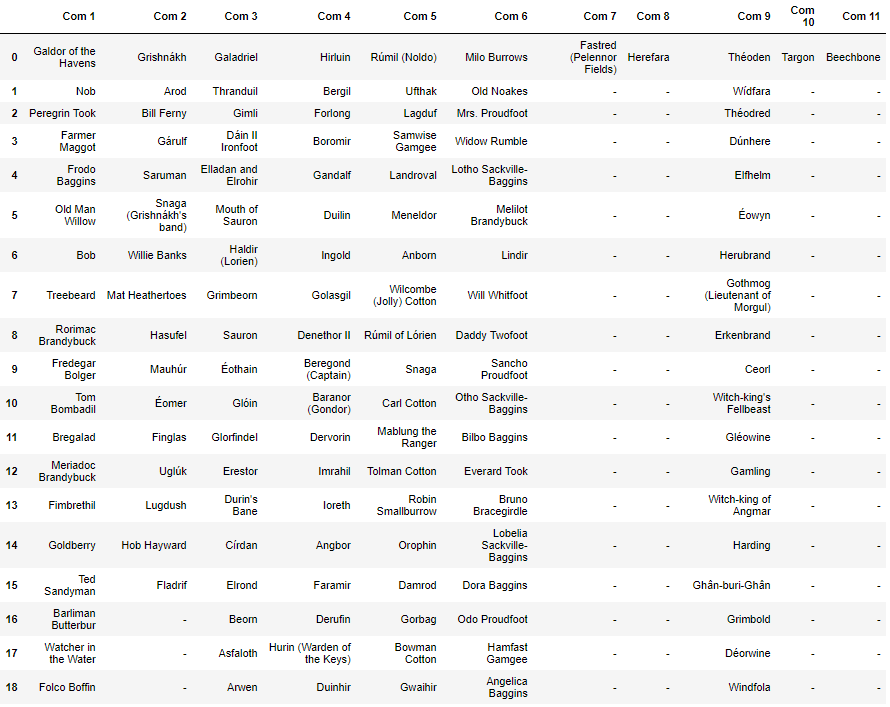 Com 1 Com 2 Com 3 Com 4 Com 5 Com 6 Com 7 Com 8 Com 9 Com 10 Com 11
0 Galdor of the Havens Grishnákh Galadriel Hirluin Rúmil (Noldo) Milo Burrows Fastred (Pelennor Fields) Herefara Théoden Targon Beechbone
1 Nob Arod Thranduil Bergil Ufthak Old Noakes - - Wídfara - -
2 Peregrin Took Bill Ferny Gimli Forlong Lagduf Mrs. Proudfoot - - Théodred - -
3 Farmer Maggot Gárulf Dáin II Ironfoot Boromir Samwise Gamgee Widow Rumble - - Dúnhere - -
4 Frodo Baggins Saruman Elladan and Elrohir Gandalf Landroval Lotho Sackville-Baggins - - Elfhelm - -
5 Old Man Willow Snaga (Grishnákh's band) Mouth of Sauron Duilin Meneldor Melilot Brandybuck - - Éowyn - -
6 Bob Willie Banks Haldir (Lorien) Ingold Anborn Lindir - - Herubrand - -
7 Treebeard Mat Heathertoes Grimbeorn Golasgil Wilcombe (Jolly) Cotton Will Whitfoot - - Gothmog (Lieutenant of Morgul) - -
8 Rorimac Brandybuck Hasufel Sauron Denethor II Rúmil of Lórien Daddy Twofoot - - Erkenbrand - -
9 Fredegar Bolger Mauhúr Éothain Beregond (Captain) Snaga Sancho Proudfoot - - Ceorl - -
10 Tom Bombadil Éomer Glóin Baranor (Gondor) Carl Cotton Otho Sackville-Baggins - - Witch-king's Fellbeast - -
11 Bregalad Finglas Glorfindel Dervorin Mablung the Ranger Bilbo Baggins - - Gléowine - -
12 Meriadoc Brandybuck Uglúk Erestor Imrahil Tolman Cotton Everard Took - - Gamling - -
13 Fimbrethil Lugdush Durin's Bane Ioreth Robin Smallburrow Bruno Bracegirdle - - Witch-king of Angmar - -
14 Goldberry Hob Hayward Círdan Angbor Orophin Lobelia Sackville-Baggins - - Harding - -
15 Ted Sandyman Fladrif Elrond Faramir Damrod Dora Baggins - - Ghân-buri-Ghân - -
16 Barliman Butterbur - Beorn Derufin Gorbag Odo Proudfoot - - Grimbold - -
17 Watcher in the Water - Asfaloth Hurin (Warden of the Keys) Bowman Cotton Hamfast Gamgee - - Déorwine - -
18 Folco Boffin - Arwen Duinhir Gwaihir Angelica Baggins - - Windfola - -